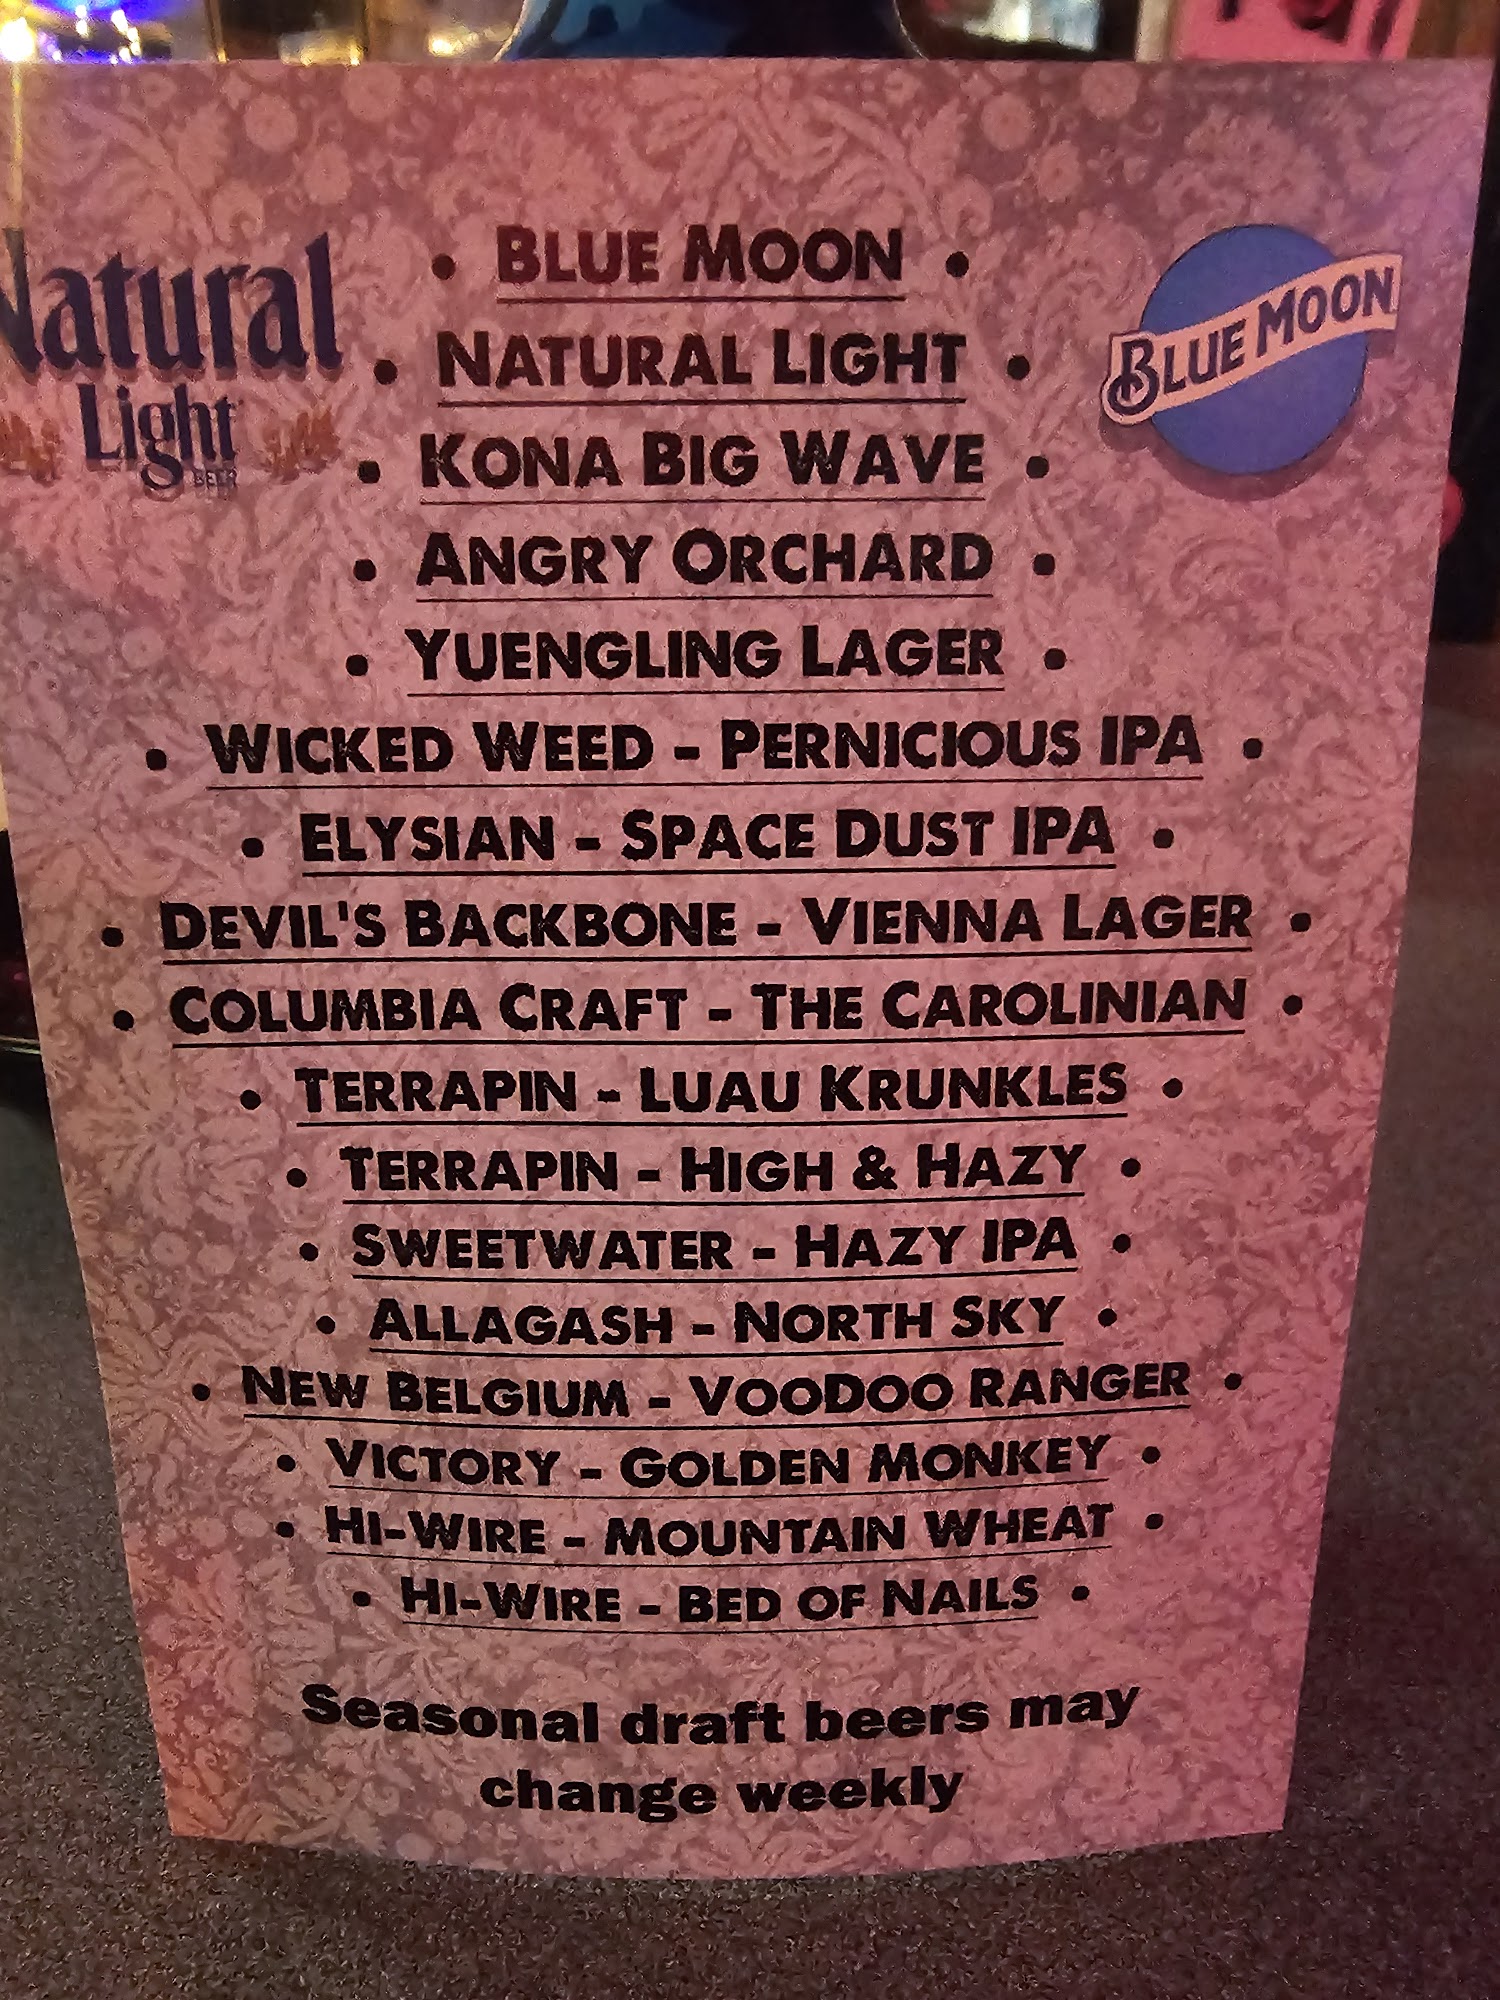 Natural
Light
BEER
BLUE MOON
• BLUE MOON •
• NATURAL LIGHT •
• KONA BIG WAVE •
• ANGRY ORCHARD •
• YUENGLING LAGER •
• WICKED WEED - PERNICIOUS IPA •
• ELYSIAN - SPACE DUST IPA •
• DEVIL'S BACKBONE - VIENNA LAGER •
• COLUMBIA CRAFT - THE CAROLINIAN •
• TERRAPIN - LUAU KRUNKLES •
• TERRAPIN - HIGH & HAZY •
• SWEETWATER - HAZY IPA •
• ALLAGASH - NORTH SKY •
• NEW BELGIUM - VOODOO RANGER •
• VICTORY - GOLDEN MONKEY •
• HI-WIRE - MOUNTAIN WHEAT •
• HI-WIRE - BED OF NAILS •
Seasonal draft beers may
change weekly